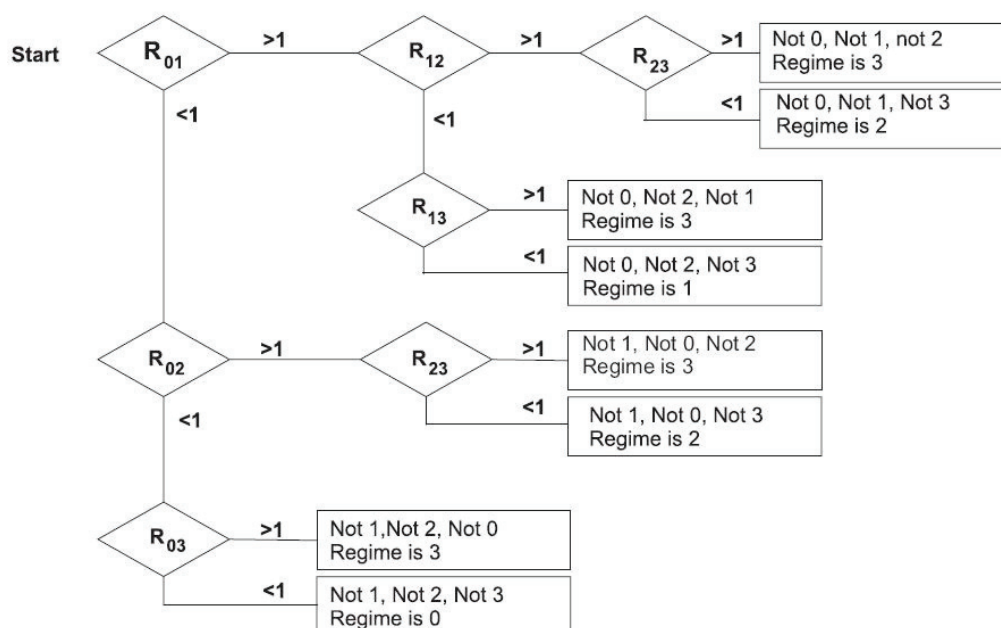 Start
R01
>1
R12
>1
R23
>1
Not 0, Not 1, not 2
Regime is 3
<1
Not 0, Not 1, Not 3
Regime is 2
<1
<1
R13
>1
Not 0, Not 2, Not 1
Regime is 3
<1
Not 0, Not 2, Not 3
Regime is 1
R02
>1
R23
>1
Not 1, Not 0, Not 2
Regime is 3
<1
Not 1, Not 0, Not 3
Regime is 2
<1
R03
>1
Not 1,Not 2, Not 0
Regime is 3
<1
Not 1, Not 2, Not 3
Regime is 0